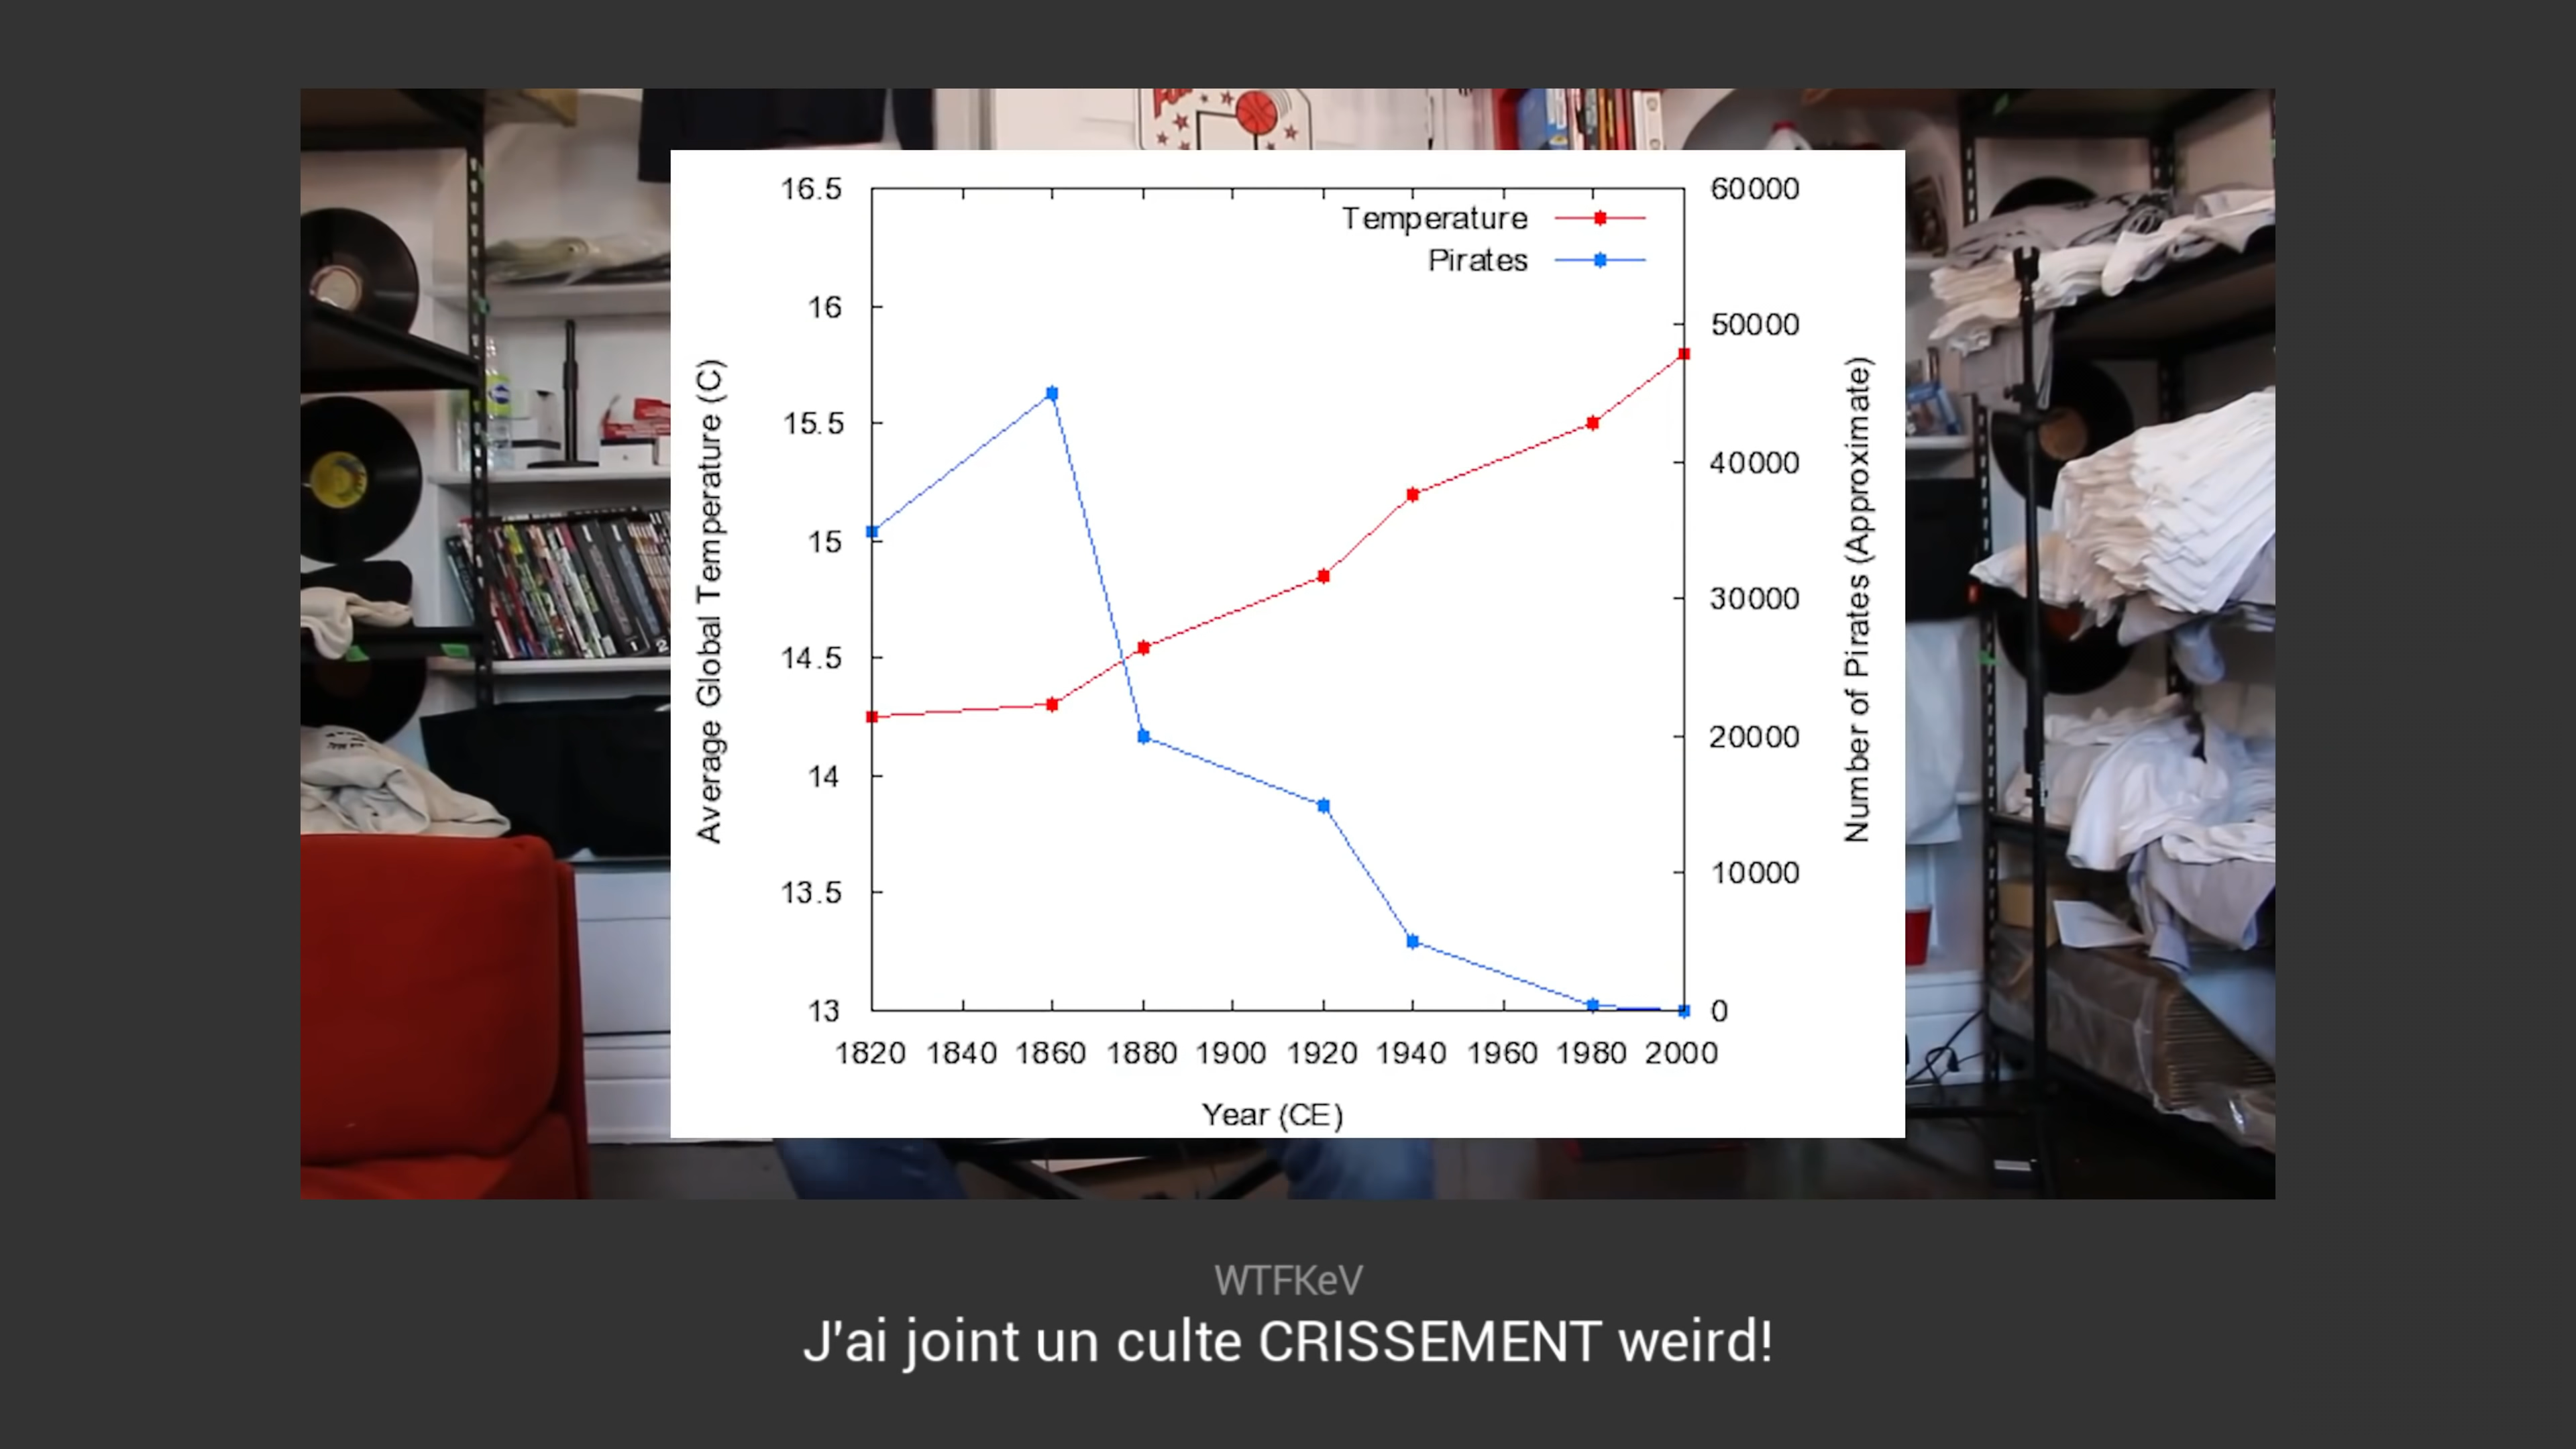 16.5
16
15.5
15
14.5
14
13.5
13
Average Global Temperature (C)
Temperature
Pirates
60000
50000
40000
30000
20000
10000
0
Number of Pirates (Approximate)
1820 1840 1860 1880 1900 1920 1940 1960 1980 2000
Year (CE)
WTFKeV
J'ai joint un culte CRISSEMENT weird!